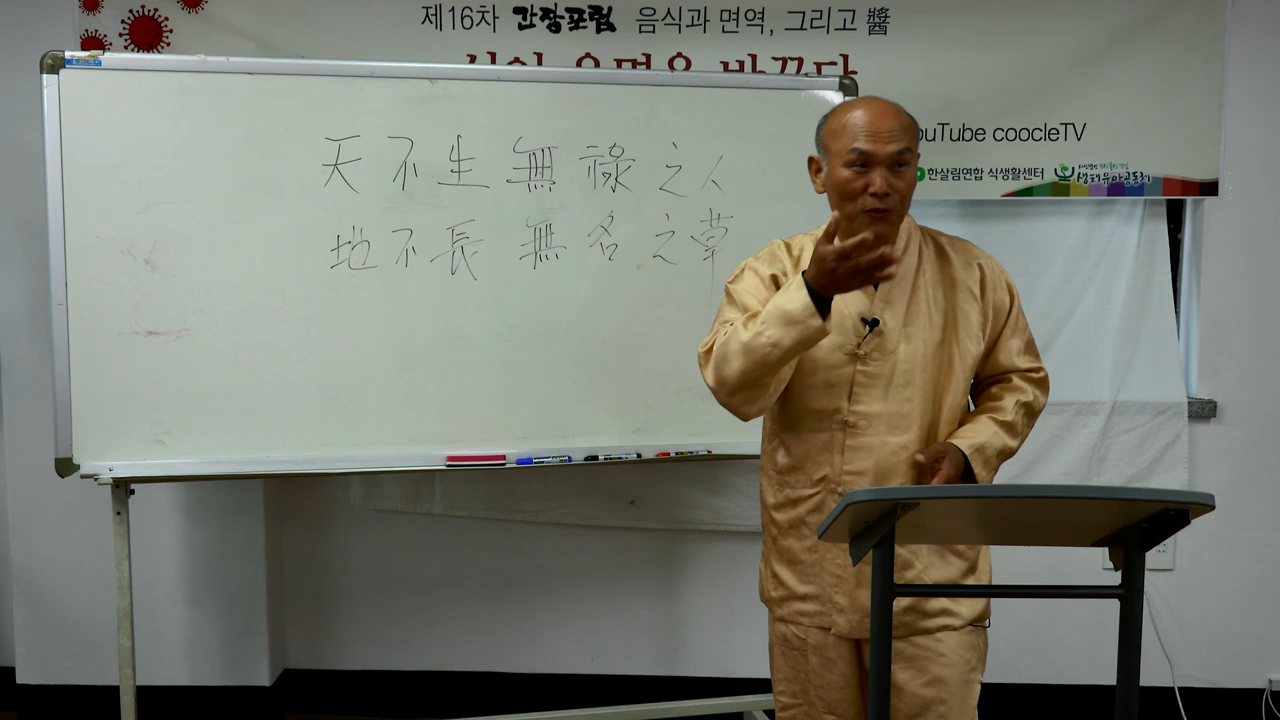 제16차 간장포럼 음식과 면역, 그리고 醬
天不生無祿之人
地不長無名之草
ouTube coocleTV
한살림연합 식생활센터